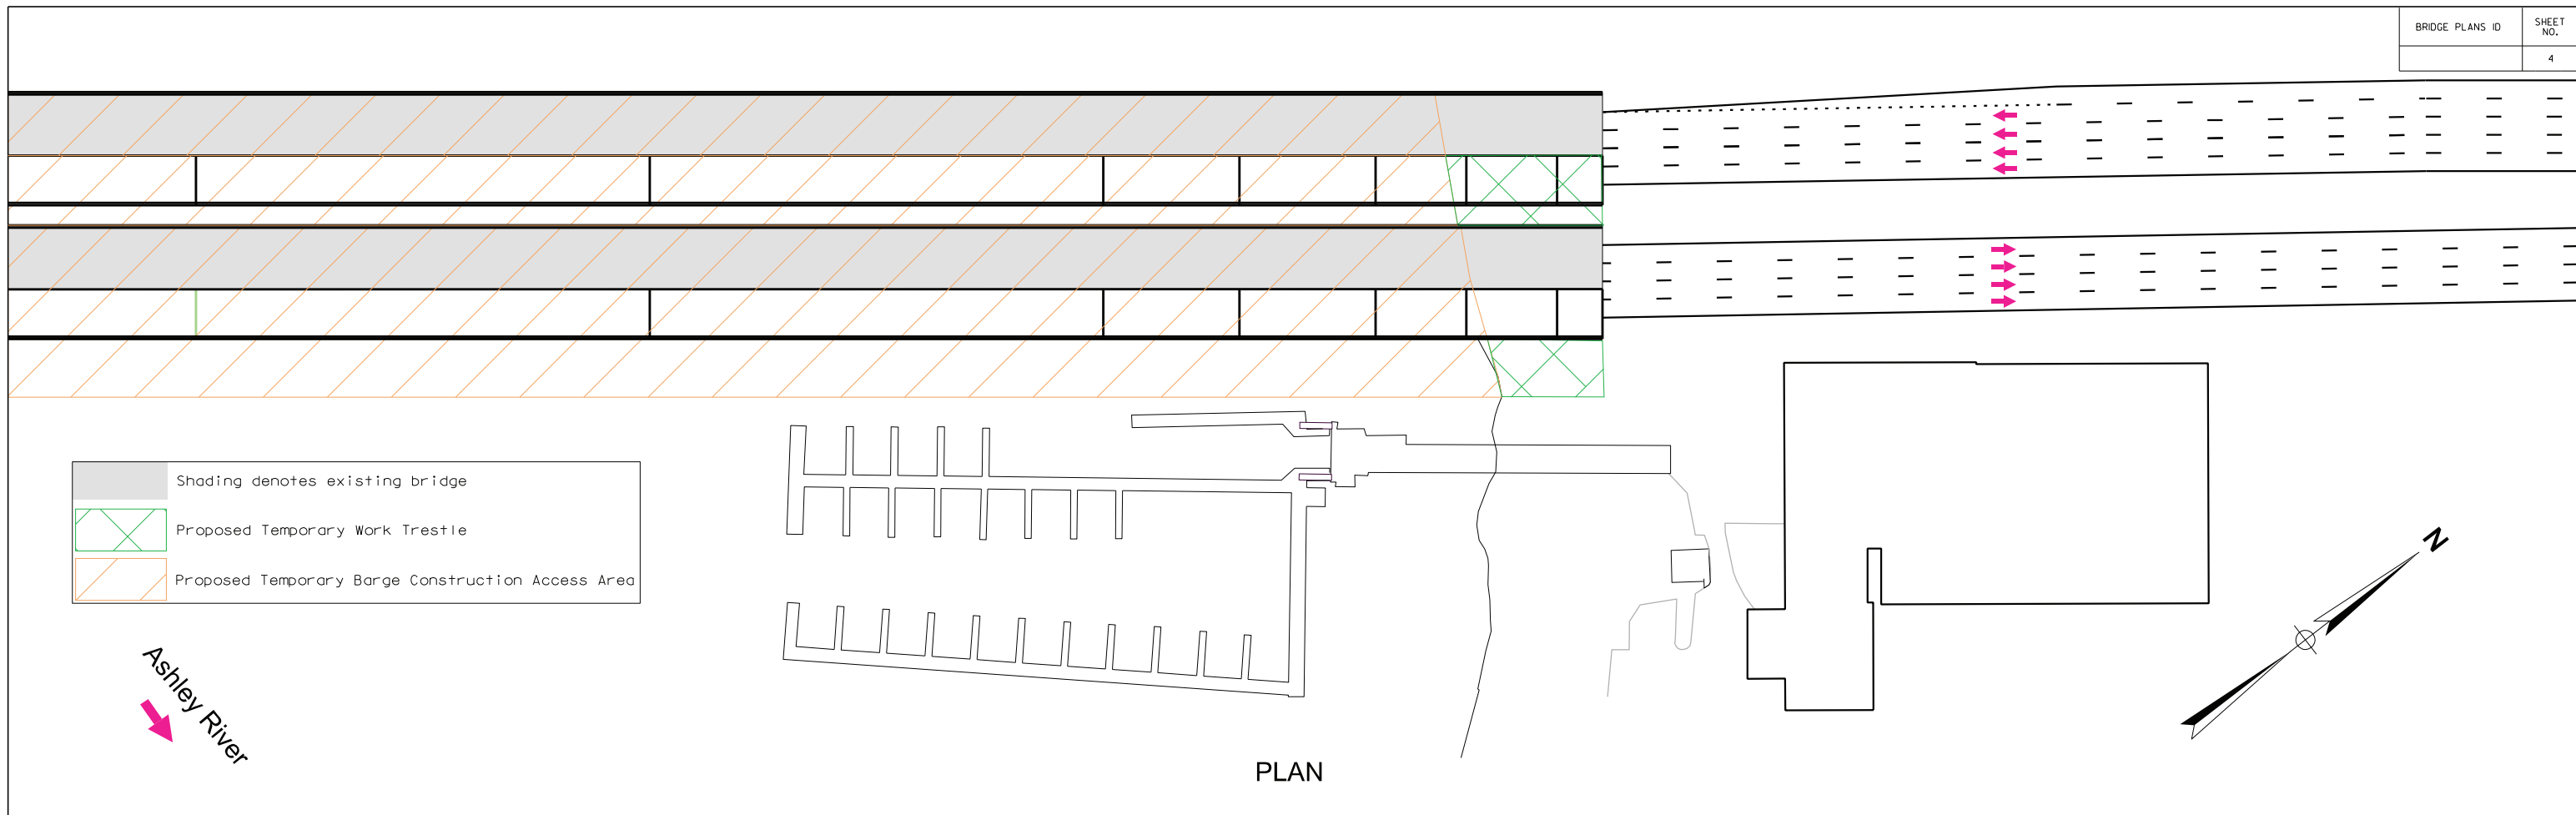 BRIDGE PLANS ID
SHEET
NO.
4
Shading denotes existing bridge
Proposed Temporary Work Trestle
Proposed Temporary Barge Construction Access Area
N
Ashley River
PLAN